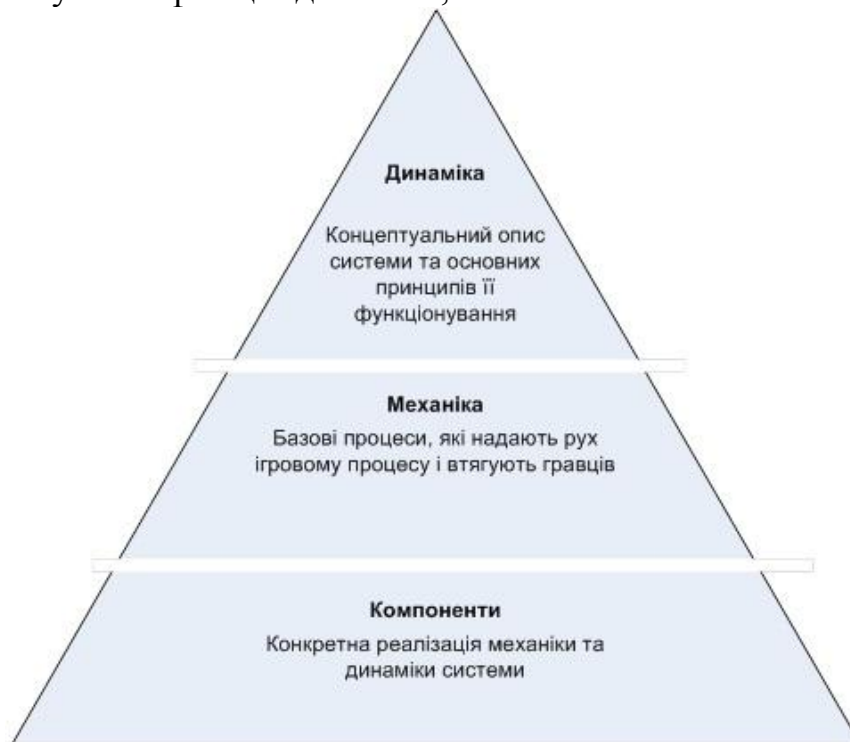 Динаміка
Концептуальний опис
системи та основних
принципів її
функціонування
Механіка
Базові процеси, які надають рух
ігровому процесу і втягують гравців
Компоненти
Конкретна реалізація механіки та
динаміки системи